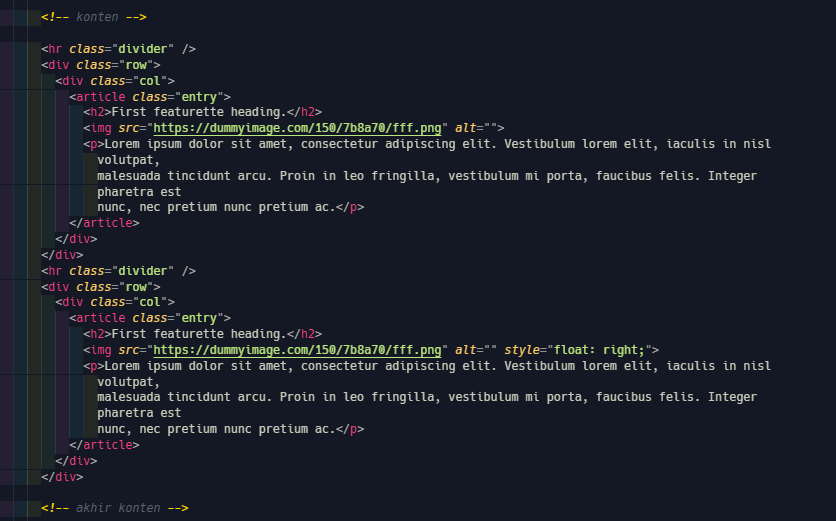 <!-- konten -->
<hr class="divider" />
<div class="row">
<div class="col">
<article class="entry">
<h2>First featurette heading.</h2>
<img src="https://dummyimage.com/150/7b8a70/fff.png" alt="">
<p>Lorem ipsum dolor sit amet, consectetur adipiscing elit. Vestibulum lorem elit, iaculis in nisl
volutpat,
malesuada tincidunt arcu. Proin in leo fringilla, vestibulum mi porta, faucibus felis. Integer
pharetra est
nunc, nec pretium nunc pretium ac.</p>
</article>
</div>
</div>
<hr class="divider" />
<div class="row">
<div class="col">
<article class="entry">
<h2>First featurette heading.</h2>
<img src="https://dummyimage.com/150/7b8a70/fff.png" alt="" style="float: right;">
<p>Lorem ipsum dolor sit amet, consectetur adipiscing elit. Vestibulum lorem elit, iaculis in nisl
volutpat,
malesuada tincidunt arcu. Proin in leo fringilla, vestibulum mi porta, faucibus felis. Integer
pharetra est
nunc, nec pretium nunc pretium ac.</p>
</article>
</div>
</div>
<!-- akhir konten -->